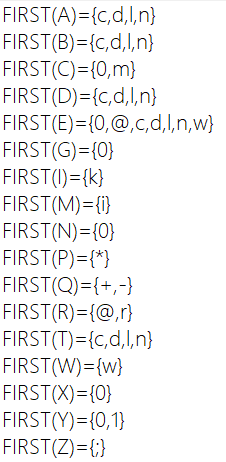 FIRST(A)={c,d,l,n}
FIRST(B)={c,d,l,n}
FIRST(C)={0,m}
FIRST(D)={c,d,l,n}
FIRST(E)={0,@,c,d,l,n,w}
FIRST(G)={0}
FIRST(I)={k}
FIRST(M)={i}
FIRST(N)={0}
FIRST(P)={*}
FIRST(Q)={+,-}
FIRST(R)={@,r}
FIRST(T)={c,d,l,n}
FIRST(W)={w}
FIRST(X)={0}
FIRST(Y)={0,1}
FIRST(Z)={;}